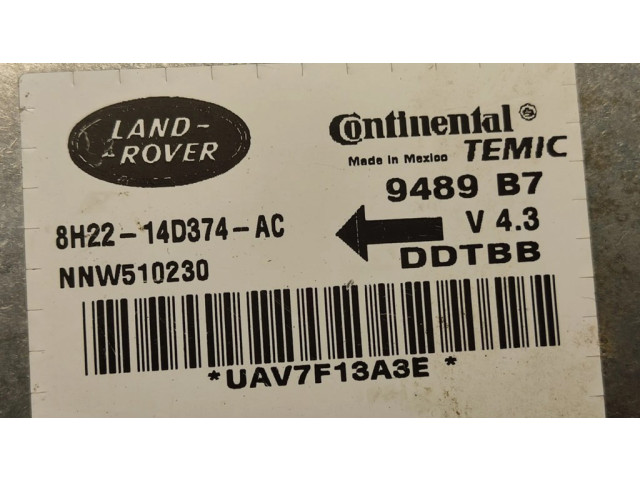 LAND-
-ROVER
Continental®
Made in Mexico TEMIC
9489 B7
8H22-14D374-AC
V 4.3
NNW510230
DDTBB
*UAV7F13A3E*